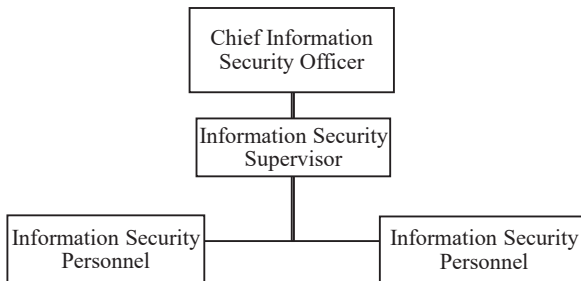 Chief Information
Security Officer
Information Security
Supervisor
Information Security
Personnel
Information Security
Personnel